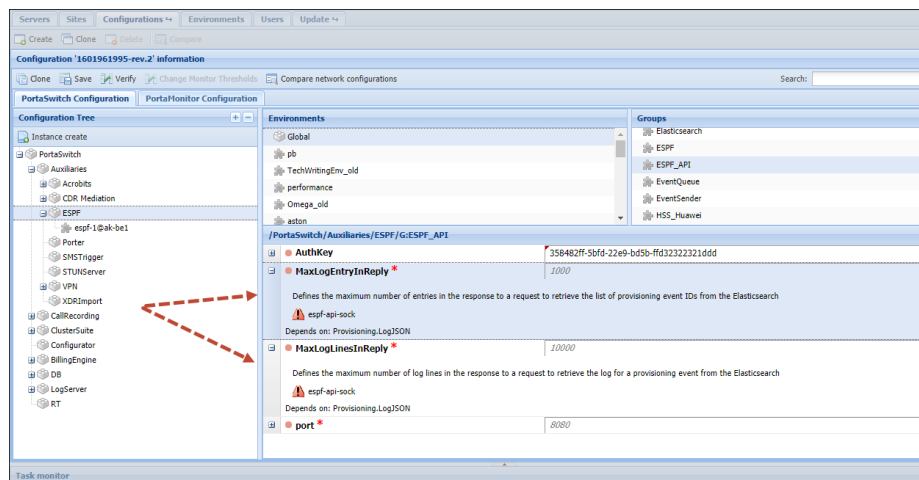 Servers Sites Configurations ↪ Environments Users Update ↪
Create Clone Delete Compare
Configuration '1601961995-rev.2' information
Clone Save Verify Change Monitor Thresholds Compare network configurations Search:
PortaSwitch Configuration PortaMonitor Configuration
Configuration Tree
Instance create
PortaSwitch
Auxiliaries
Acrobits
CDR Mediation
ESPF
espf-1@ak-be1
Porter
SMSTrigger
STUNServer
VPN
XDRImport
CallRecording
ClusterSuite
Configurator
BillingEngine
DB
LogServer
RT
Environments
Global
pb
TechWritingEnv_old
performance
Omega_old
aston
Groups
Elasticsearch
ESPF
ESPF_API
EventQueue
EventSender
HSS_Huawei
/PortaSwitch/Auxiliaries/ESPF/G:ESPF_API
AuthKey 358482ff-5bfd-22e9-bd5b-ffd32322321ddd
MaxLogEntryInReply * 1000
Defines the maximum number of entries in the response to a request to retrieve the list of provisioning event IDs from the Elasticsearch
espf-api-sock
Depends on: Provisioning.LogJSON
MaxLogLinesInReply * 10000
Defines the maximum number of log lines in the response to a request to retrieve the log for a provisioning event from the Elasticsearch
espf-api-sock
Depends on: Provisioning.LogJSON
port * 8080
Task monitor